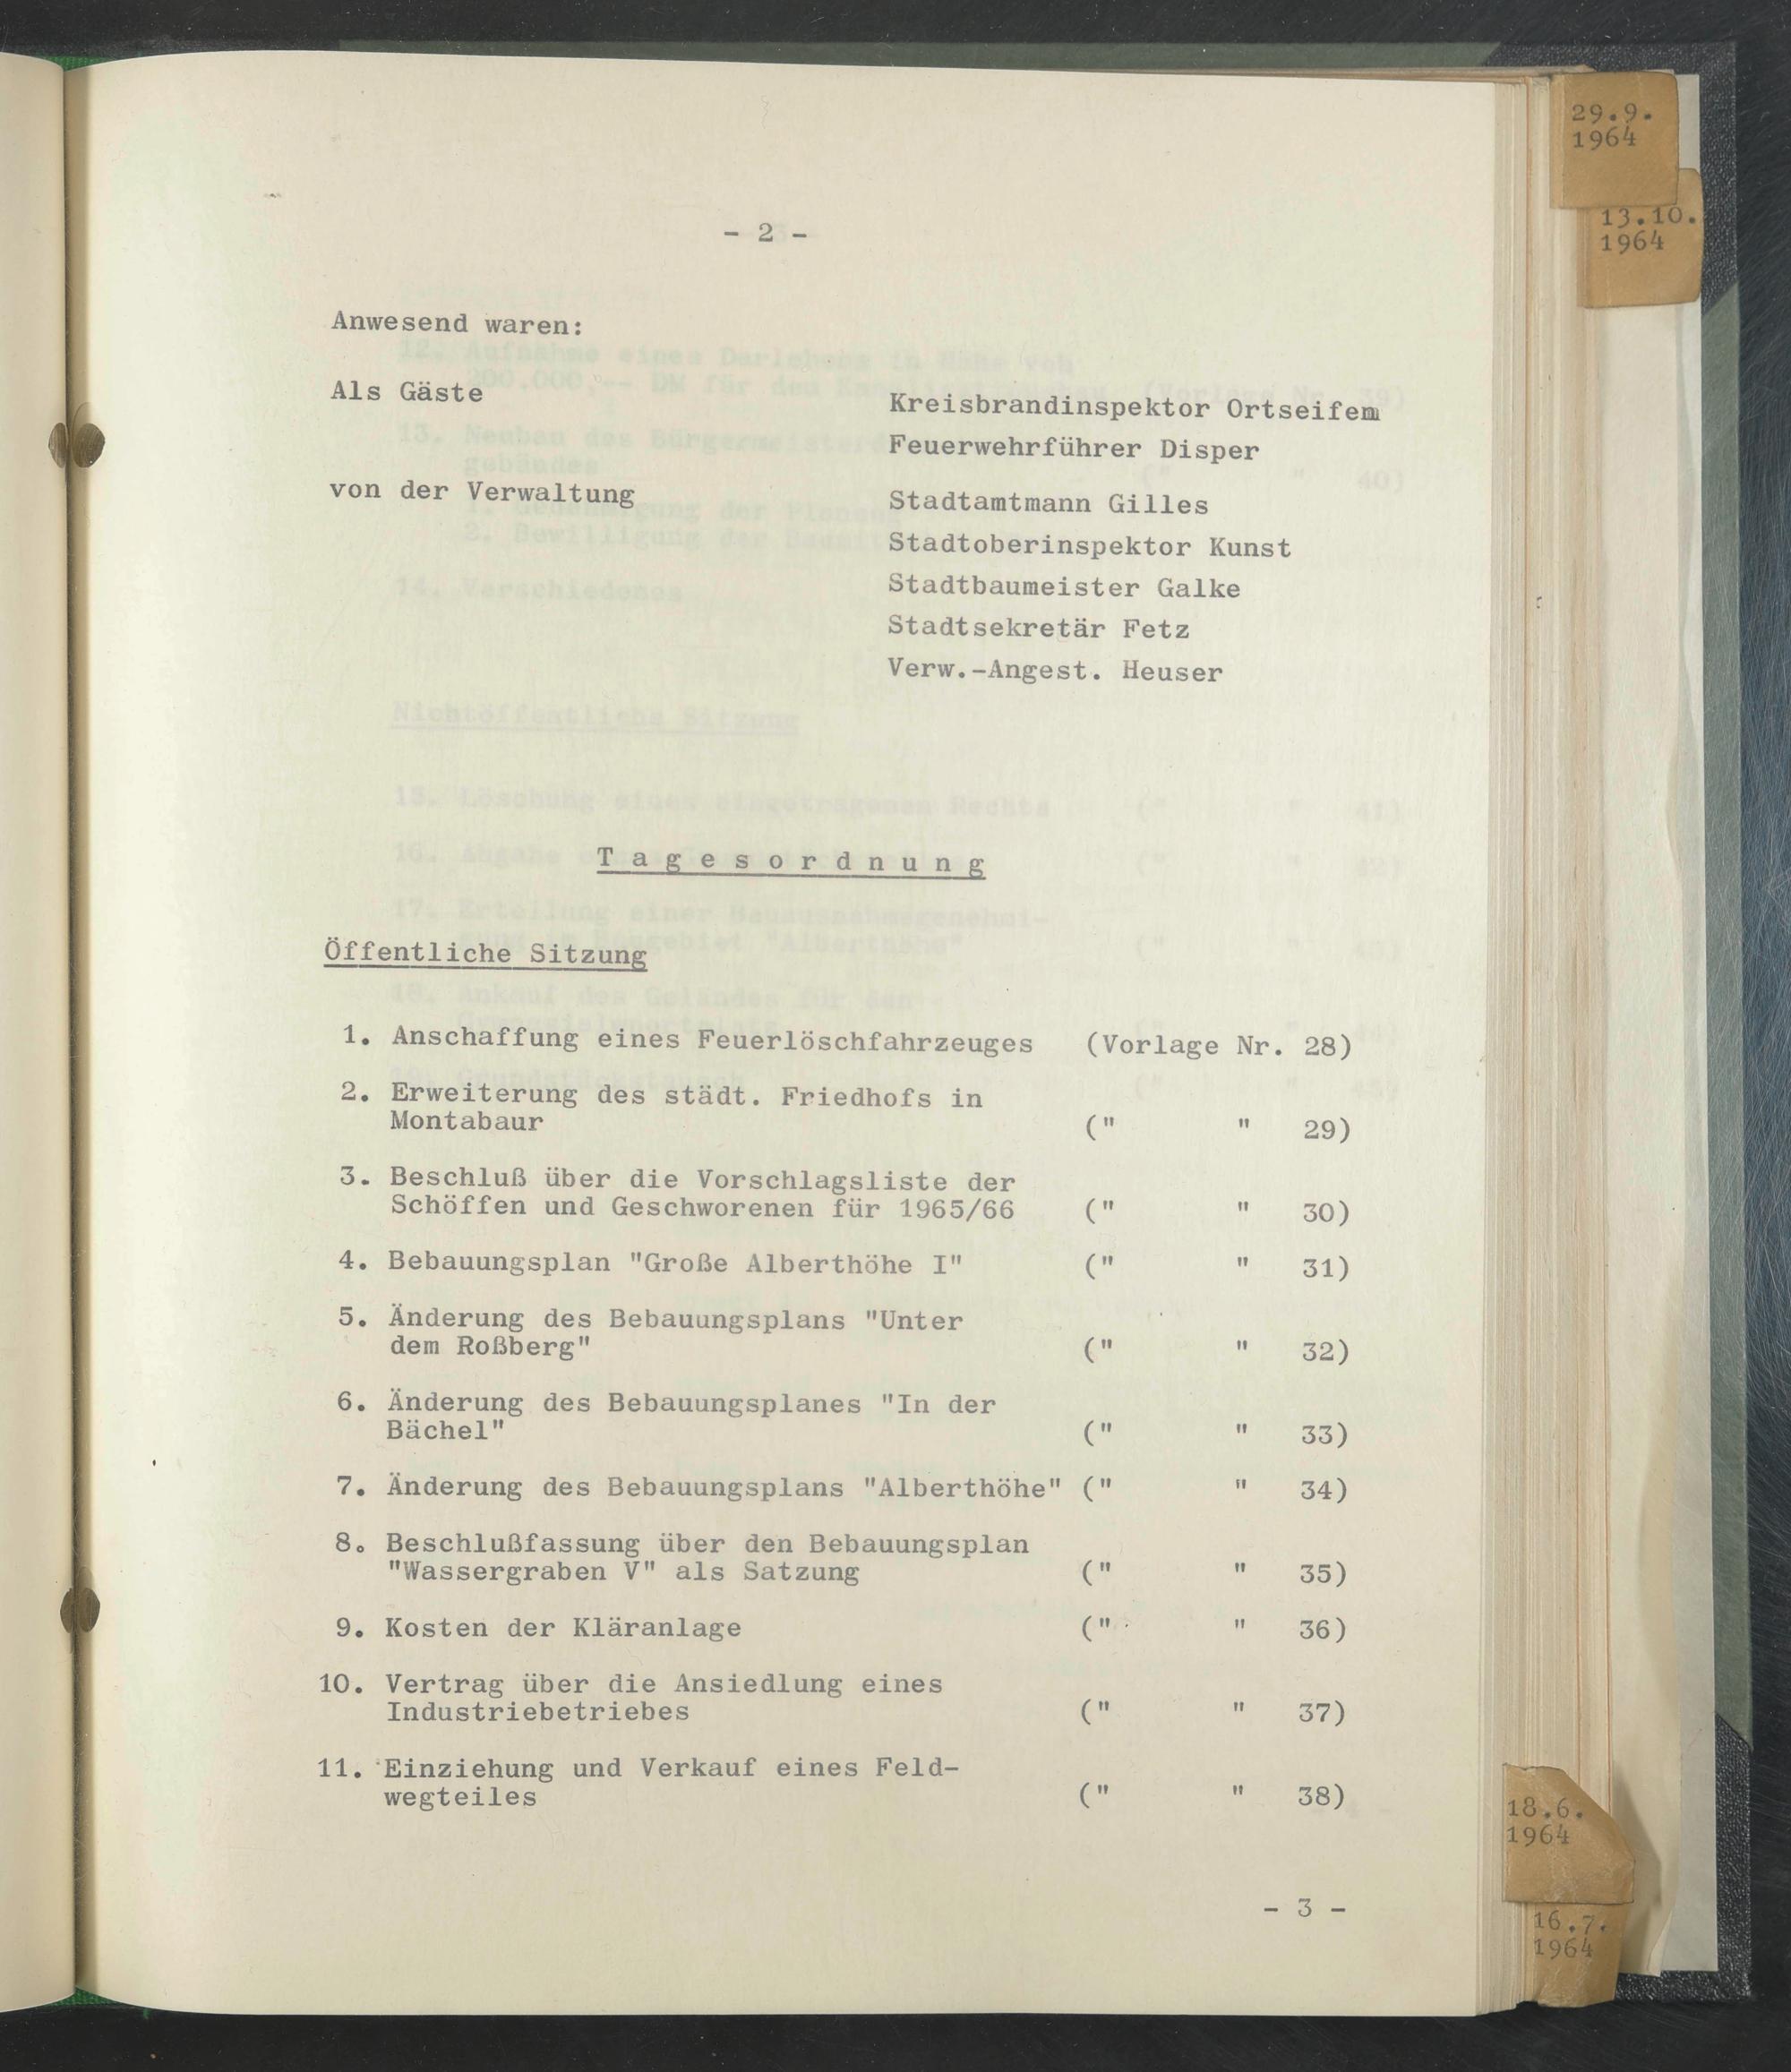 - 2 -
Anwesend waren:
Als Gäste
Kreisbrandinspektor Ortseifen
Feuerwehrführer Disper
von der Verwaltung
Stadtamtmann Gilles
Stadtoberinspektor Kunst
Stadtbaumeister Galke
Stadtsekretär Fetz
Verw.-Angest. Heuser
Tagesordnung
Öffentliche Sitzung
1. Anschaffung eines Feuerlöschfahrzeuges (Vorlage Nr. 28)
2. Erweiterung des städt. Friedhofs in
Montabaur (" " 29)
3. Beschluß über die Vorschlagsliste der
Schöffen und Geschworenen für 1965/66 (" " 30)
4. Bebauungsplan "Große Alberthöhe I" (" " 31)
5. Änderung des Bebauungsplans "Unter
dem Roßberg" (" " 32)
6. Änderung des Bebauungsplanes "In der
Bächel" (" " 33)
7. Änderung des Bebauungsplans "Alberthöhe" (" " 34)
8. Beschlußfassung über den Bebauungsplan
"Wassergraben V" als Satzung (" " 35)
9. Kosten der Kläranlage (" " 36)
10. Vertrag über die Ansiedlung eines
Industriebetriebes (" " 37)
11. Einziehung und Verkauf eines Feld-
wegteiles (" " 38)
- 3 -
29.9.
1964
13.10.
1964
18.6.
1964
16.7.
1964